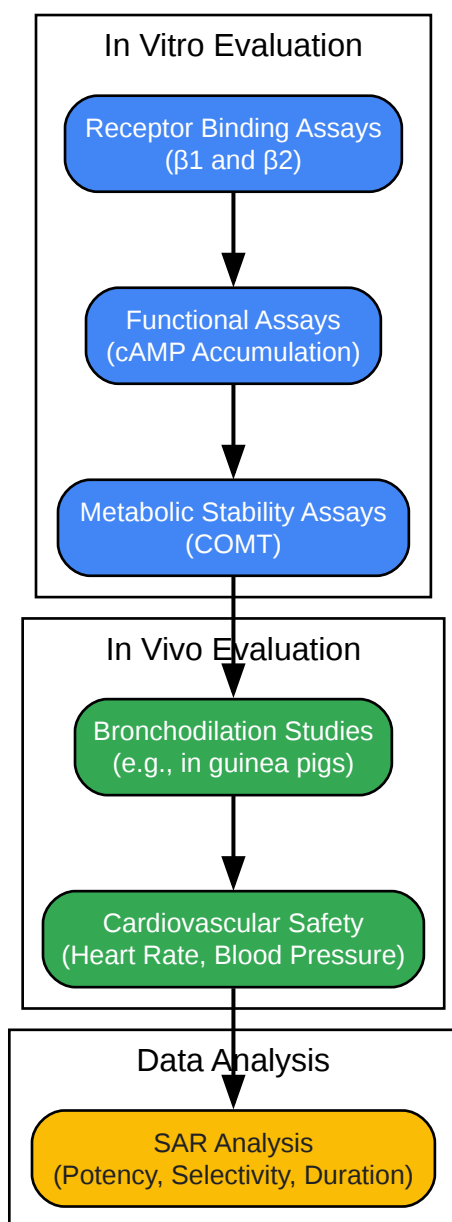 In Vitro Evaluation
Receptor Binding Assays
(β1 and β2)
Functional Assays
(cAMP Accumulation)
Metabolic Stability Assays
(COMT)
In Vivo Evaluation
Bronchodilation Studies
(e.g., in guinea pigs)
Cardiovascular Safety
(Heart Rate, Blood Pressure)
Data Analysis
SAR Analysis
(Potency, Selectivity, Duration)